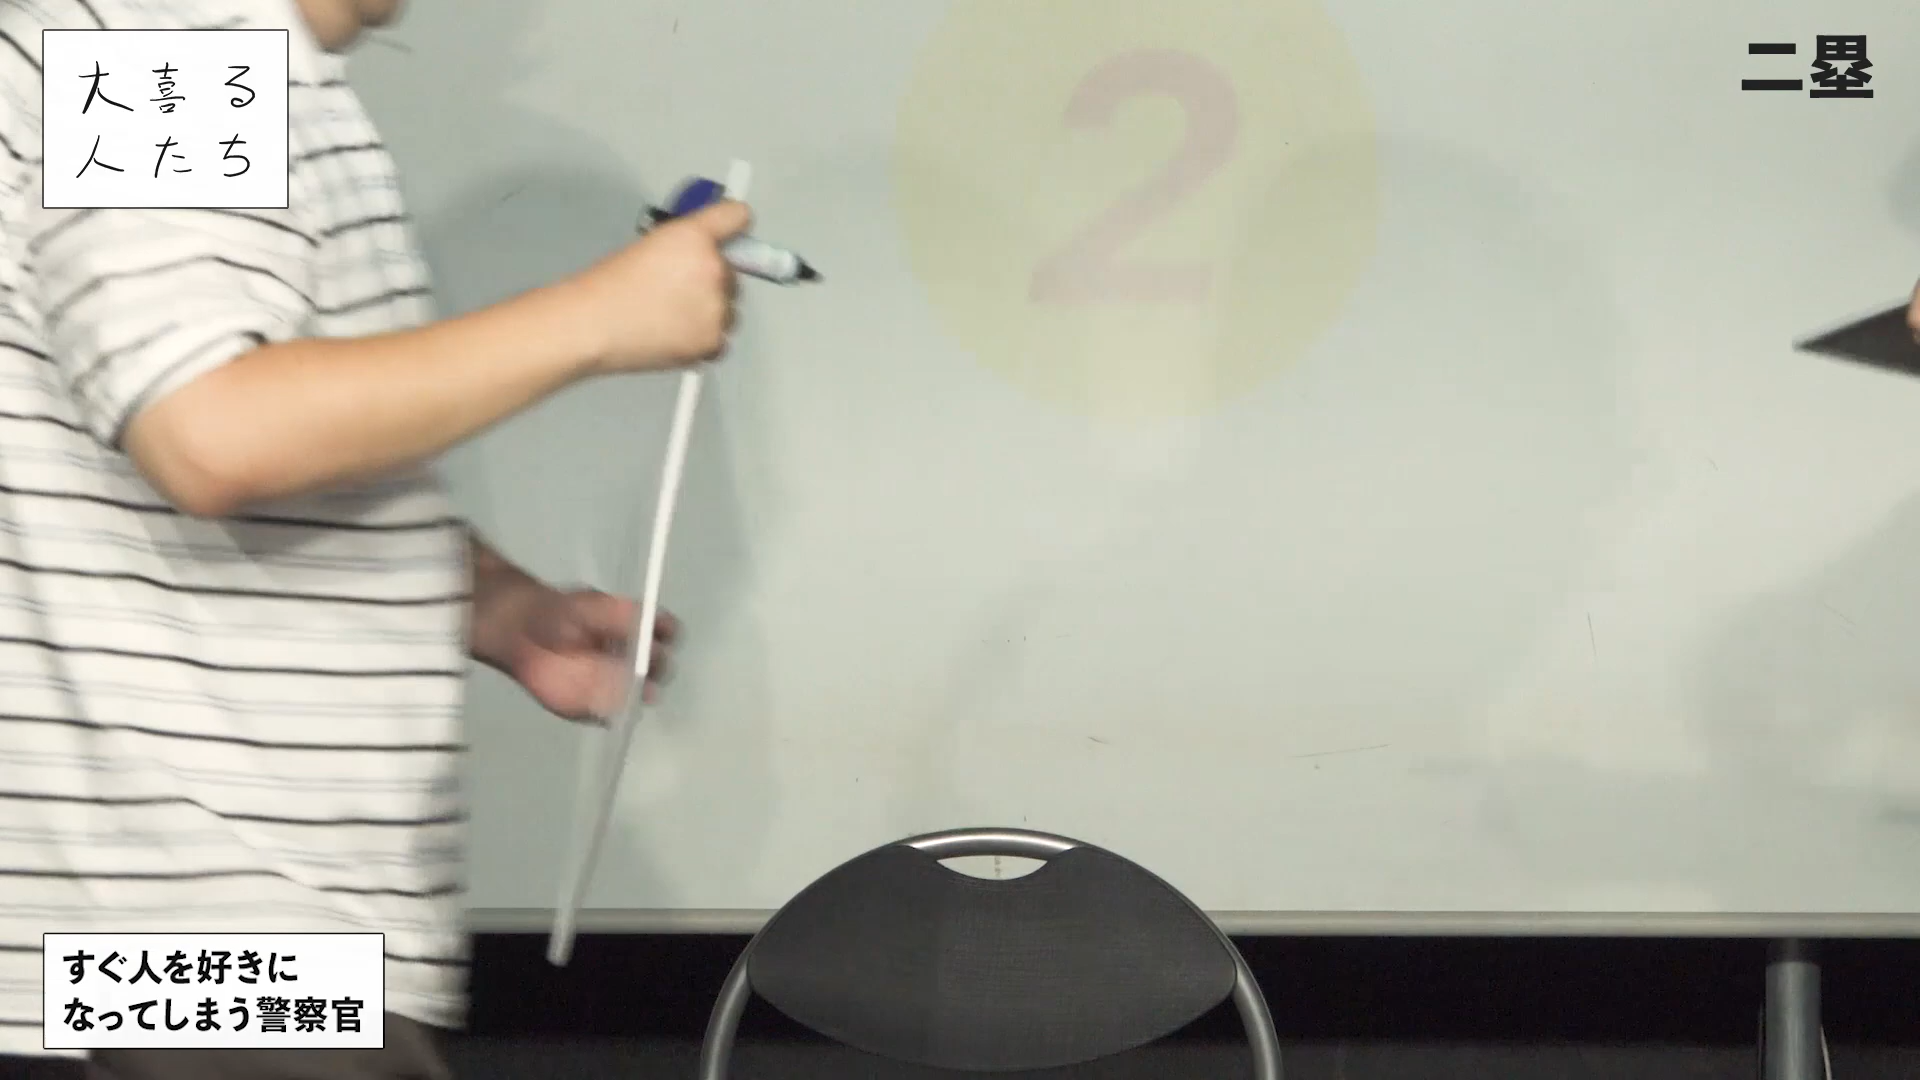 大喜る
人たち
二塁
2
すぐ人を好きに
なってしまう警察官